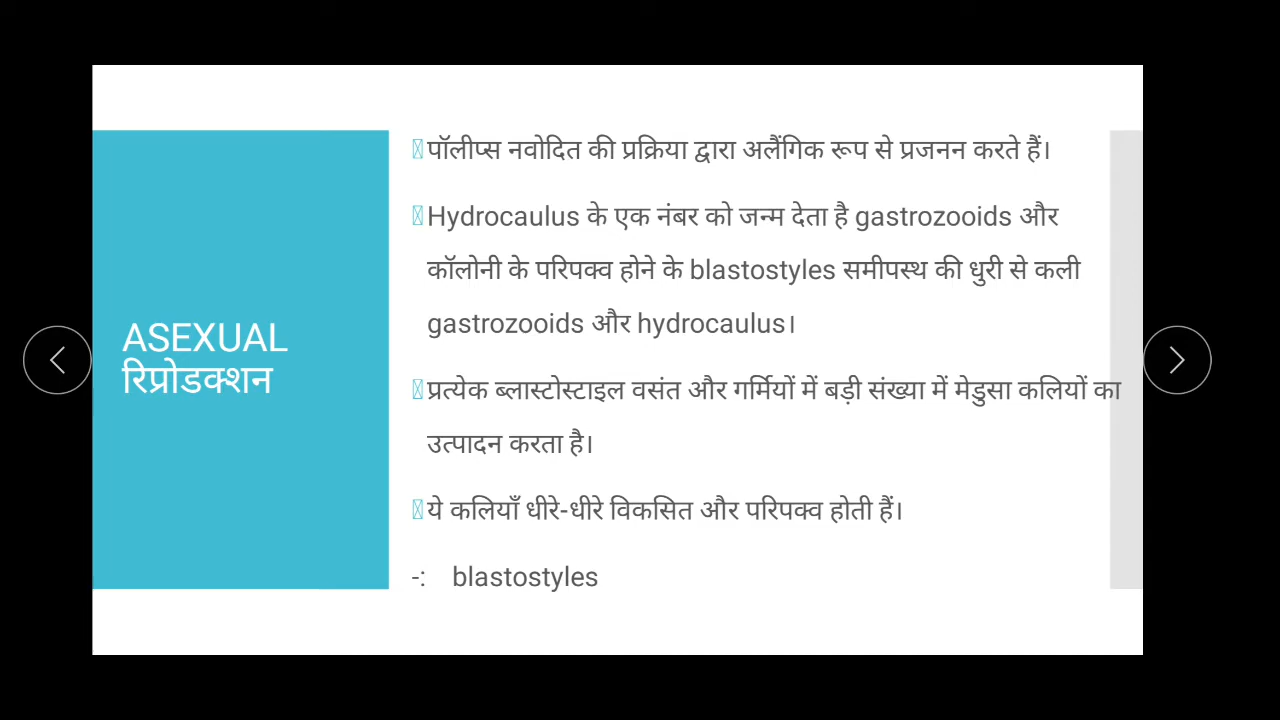 ASEXUAL
रिप्रोडक्शन
पॉलीप्स नवोदित की प्रक्रिया द्वारा अलैंगिक रूप से प्रजनन करते हैं।
Hydrocaulus के एक नंबर को जन्म देता है gastrozooids और
कॉलोनी के परिपक्व होने के blastostyles समीपस्थ की धुरी से कली
gastrozooids और hydrocaulus।
प्रत्येक ब्लास्टोस्टाइल वसंत और गर्मियों में बड़ी संख्या में मेडुसा कलियों का
उत्पादन करता है।
ये कलियाँ धीरे-धीरे विकसित और परिपक्व होती हैं।
-: blastostyles